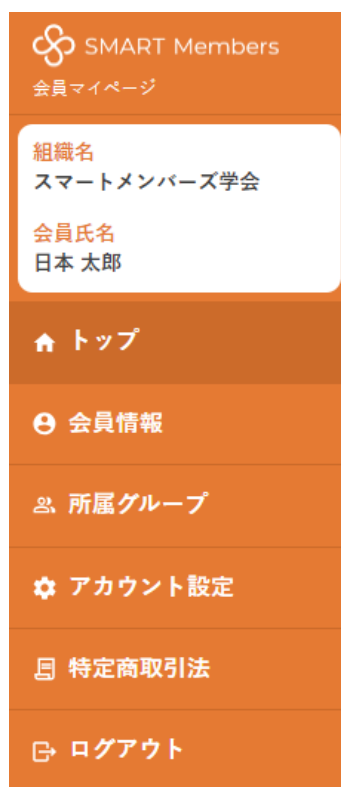 SMART Members
会員マイページ
組織名
スマートメンバーズ学会
会員氏名
日本 太郎
トップ
会員情報
所属グループ
アカウント設定
特定商取引法
ログアウト